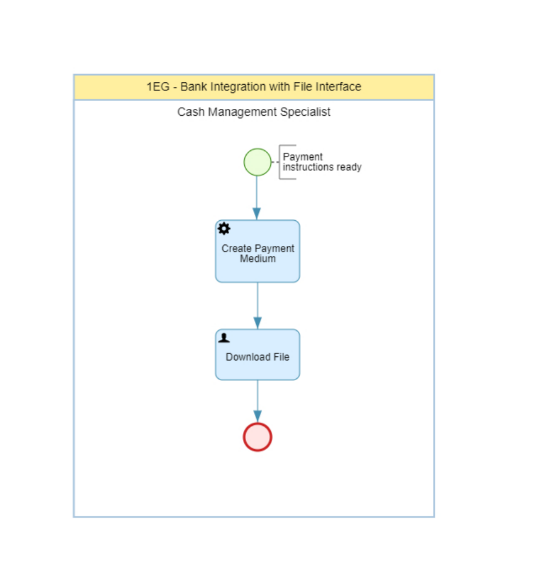 1EG - Bank Integration with File Interface
Cash Management Specialist
Payment
instructions ready
Create Payment
Medium
Download File